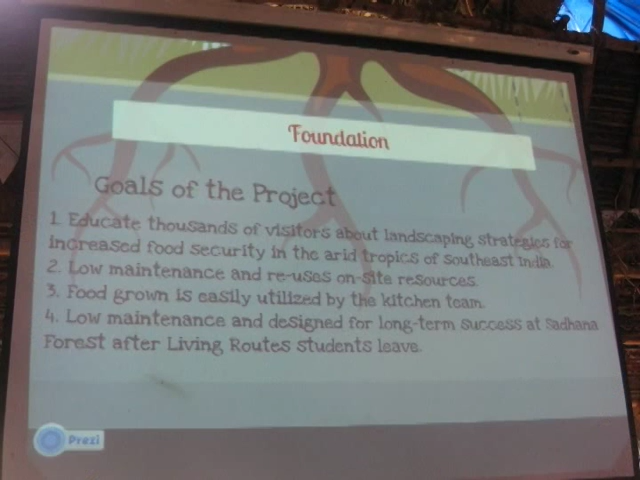 Foundation
Goals of the Project
1. Educate thousands of visitors about landscaping strategies for
increased food security in the arid tropics of southeast India.
2. Low maintenance and re-uses on-site resources.
3. Food grown is easily utilized by the kitchen team.
4. Low maintenance and designed for long-term success at Sadhana
Forest after Living Routes students leave.
Prezi